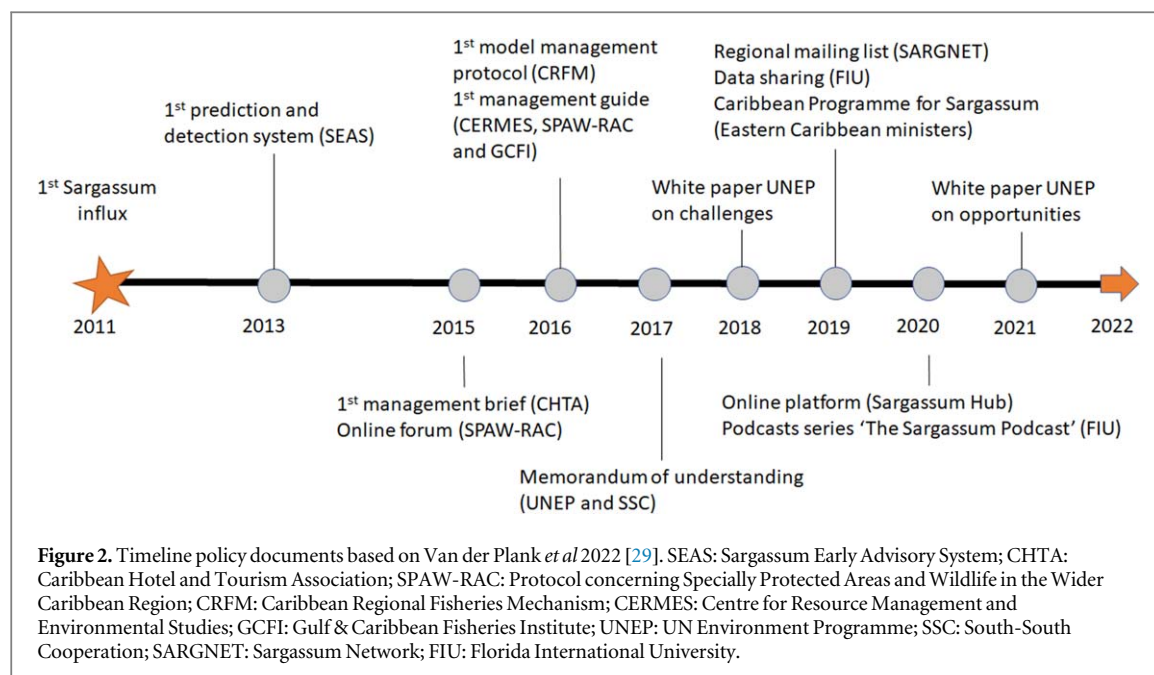 1st Sargassum
influx
1st prediction and
detection system (SEAS)
1st model management
protocol (CRFM)
1st management guide
(CERMES, SPAW-RAC
and GCFI)
White paper UNEP
on challenges
Regional mailing list (SARGNET)
Data sharing (FIU)
Caribbean Programme for Sargassum
(Eastern Caribbean ministers)
White paper UNEP
on opportunities
2011 2013 2015 2016 2017 2018 2019 2020 2021 2022
1st management brief (CHTA)
Online forum (SPAW-RAC)
Memorandum of understanding
(UNEP and SSC)
Online platform (Sargassum Hub)
Podcasts series 'The Sargassum Podcast' (FIU)
Figure 2. Timeline policy documents based on Van der Plank et al 2022 [29]. SEAS: Sargassum Early Advisory System; CHTA:
Caribbean Hotel and Tourism Association; SPAW-RAC: Protocol concerning Specially Protected Areas and Wildlife in the Wider
Caribbean Region; CRFM: Caribbean Regional Fisheries Mechanism; CERMES: Centre for Resource Management and
Environmental Studies; GCFI: Gulf & Caribbean Fisheries Institute; UNEP: UN Environment Programme; SSC: South-South
Cooperation; SARGNET: Sargassum Network; FIU: Florida International University.